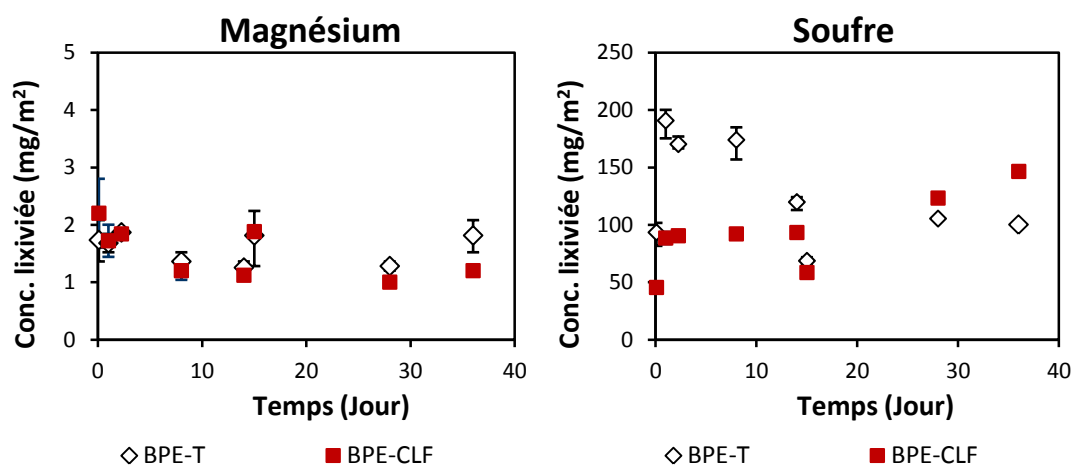 Magnésium
Conc. lixiviée (mg/m²)
5
4
3
2
1
0
0 10 20 30 40
Temps (Jour)
BPE-T BPE-CLF
Soufre
Conc. lixiviée (mg/m²)
250
200
150
100
50
0
0 10 20 30 40
Temps (Jour)
BPE-T BPE-CLF